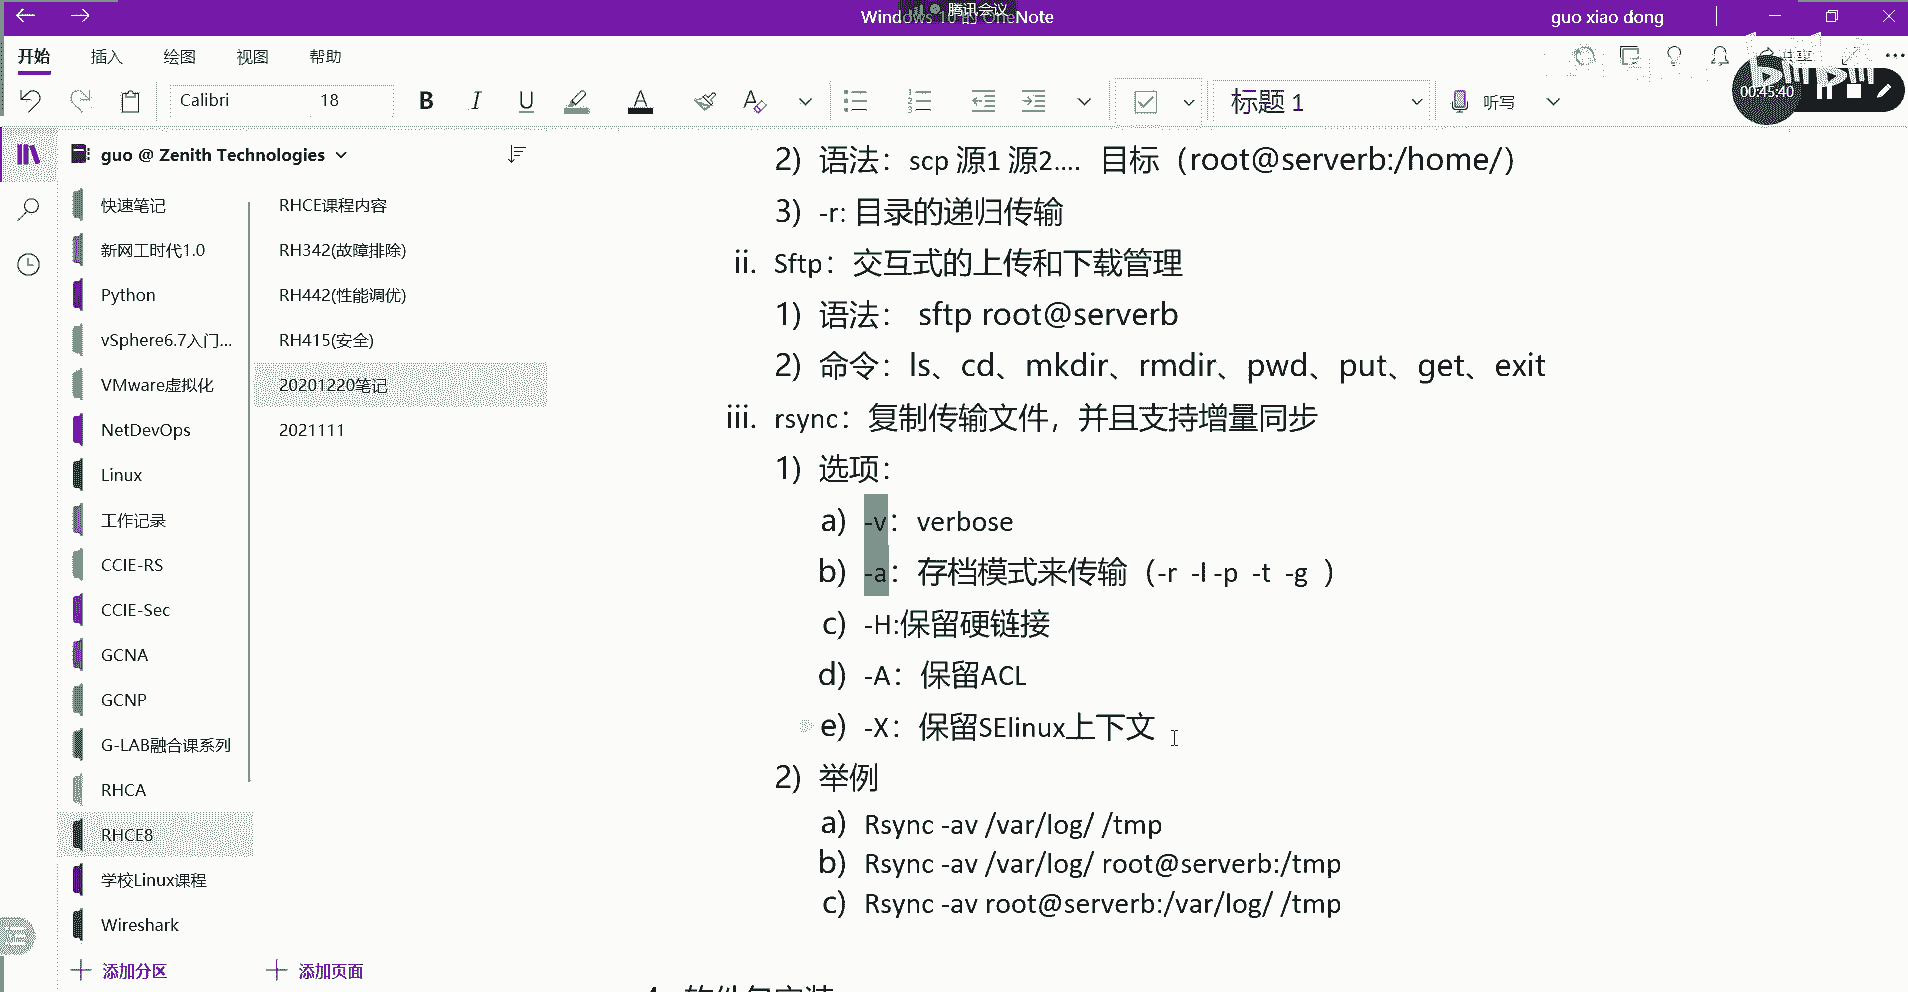 腾讯会议
Windows 10 的 OneNote
guo xiao dong
开始 插入 绘图 视图 帮助
共享
bilibili
00:45:40
Calibri 18 B I U A A 标题 1 听写
guo @ Zenith Technologies
快速笔记
新网工时代1.0
Python
vSphere6.7入门...
VMware虚拟化
NetDevOps
Linux
工作记录
CCIE-RS
CCIE-Sec
GCNA
GCNP
G-LAB融合课系列
RHCA
RHCE8
学校Linux课程
Wireshark
添加分区
RHCE课程内容
RH342(故障排除)
RH442(性能调优)
RH415(安全)
20201220笔记
2021111
添加页面
2) 语法：scp 源1 源2.... 目标（root@serverb:/home/）
3) -r: 目录的递归传输
ii. Sftp：交互式的上传和下载管理
1) 语法： sftp root@serverb
2) 命令：ls、cd、mkdir、rmdir、pwd、put、get、exit
iii. rsync：复制传输文件，并且支持增量同步
1) 选项：
a) -v：verbose
b) -a：存档模式来传输（-r -l -p -t -g ）
c) -H:保留硬链接
d) -A：保留ACL
e) -X：保留SElinux上下文
2) 举例
a) Rsync -av /var/log/ /tmp
b) Rsync -av /var/log/ root@serverb:/tmp
c) Rsync -av root@serverb:/var/log/ /tmp